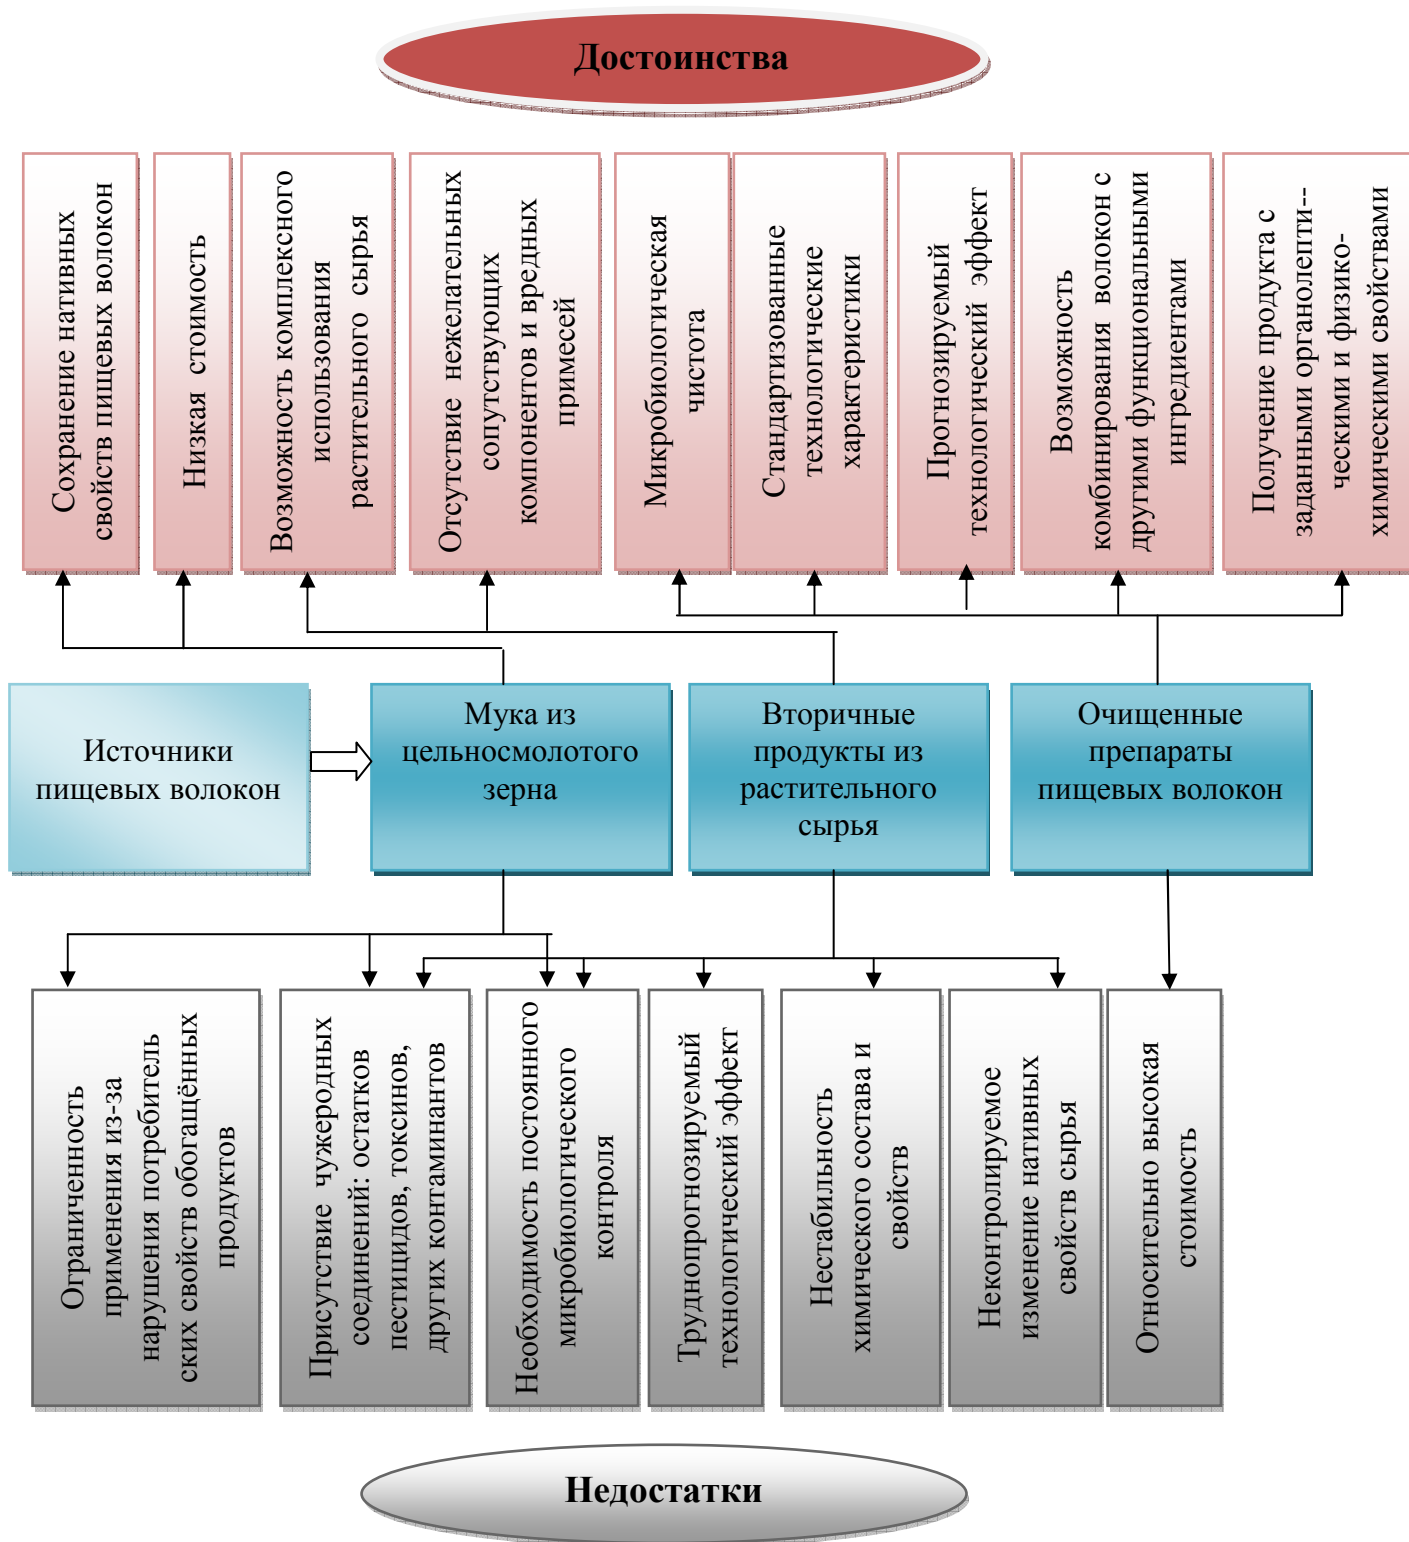 Достоинства
Сохранение нативных
свойств пищевых волокон
Низкая стоимость
Возможность комплексного
использования
растительного сырья
Отсутствие нежелательных
сопутствующих
компонентов и вредных
примесей
Микробиологическая
чистота
Стандартизованные
технологические
характеристики
Прогнозируемый
технологический эффект
Возможность
комбинирования волокон с
другими функциональными
ингредиентами
Получение продукта с
заданными органолепти--
ческими и физико-
химическими свойствами
Источники
пищевых волокон
Мука из
цельносмолотого
зерна
Вторичные
продукты из
растительного
сырья
Очищенные
препараты
пищевых волокон
Ограниченность
применения из-за
нарушения потребитель
ских свойств обогащённых
продуктов
Присутствие чужеродных
соединений: остатков
пестицидов, токсинов,
других контаминантов
Необходимость постоянного
микробиологического
контроля
Труднопрогнозируемый
технологический эффект
Нестабильность
химического состава и
свойств
Неконтролируемое
изменение нативных
свойств сырья
Относительно высокая
стоимость
Недостатки